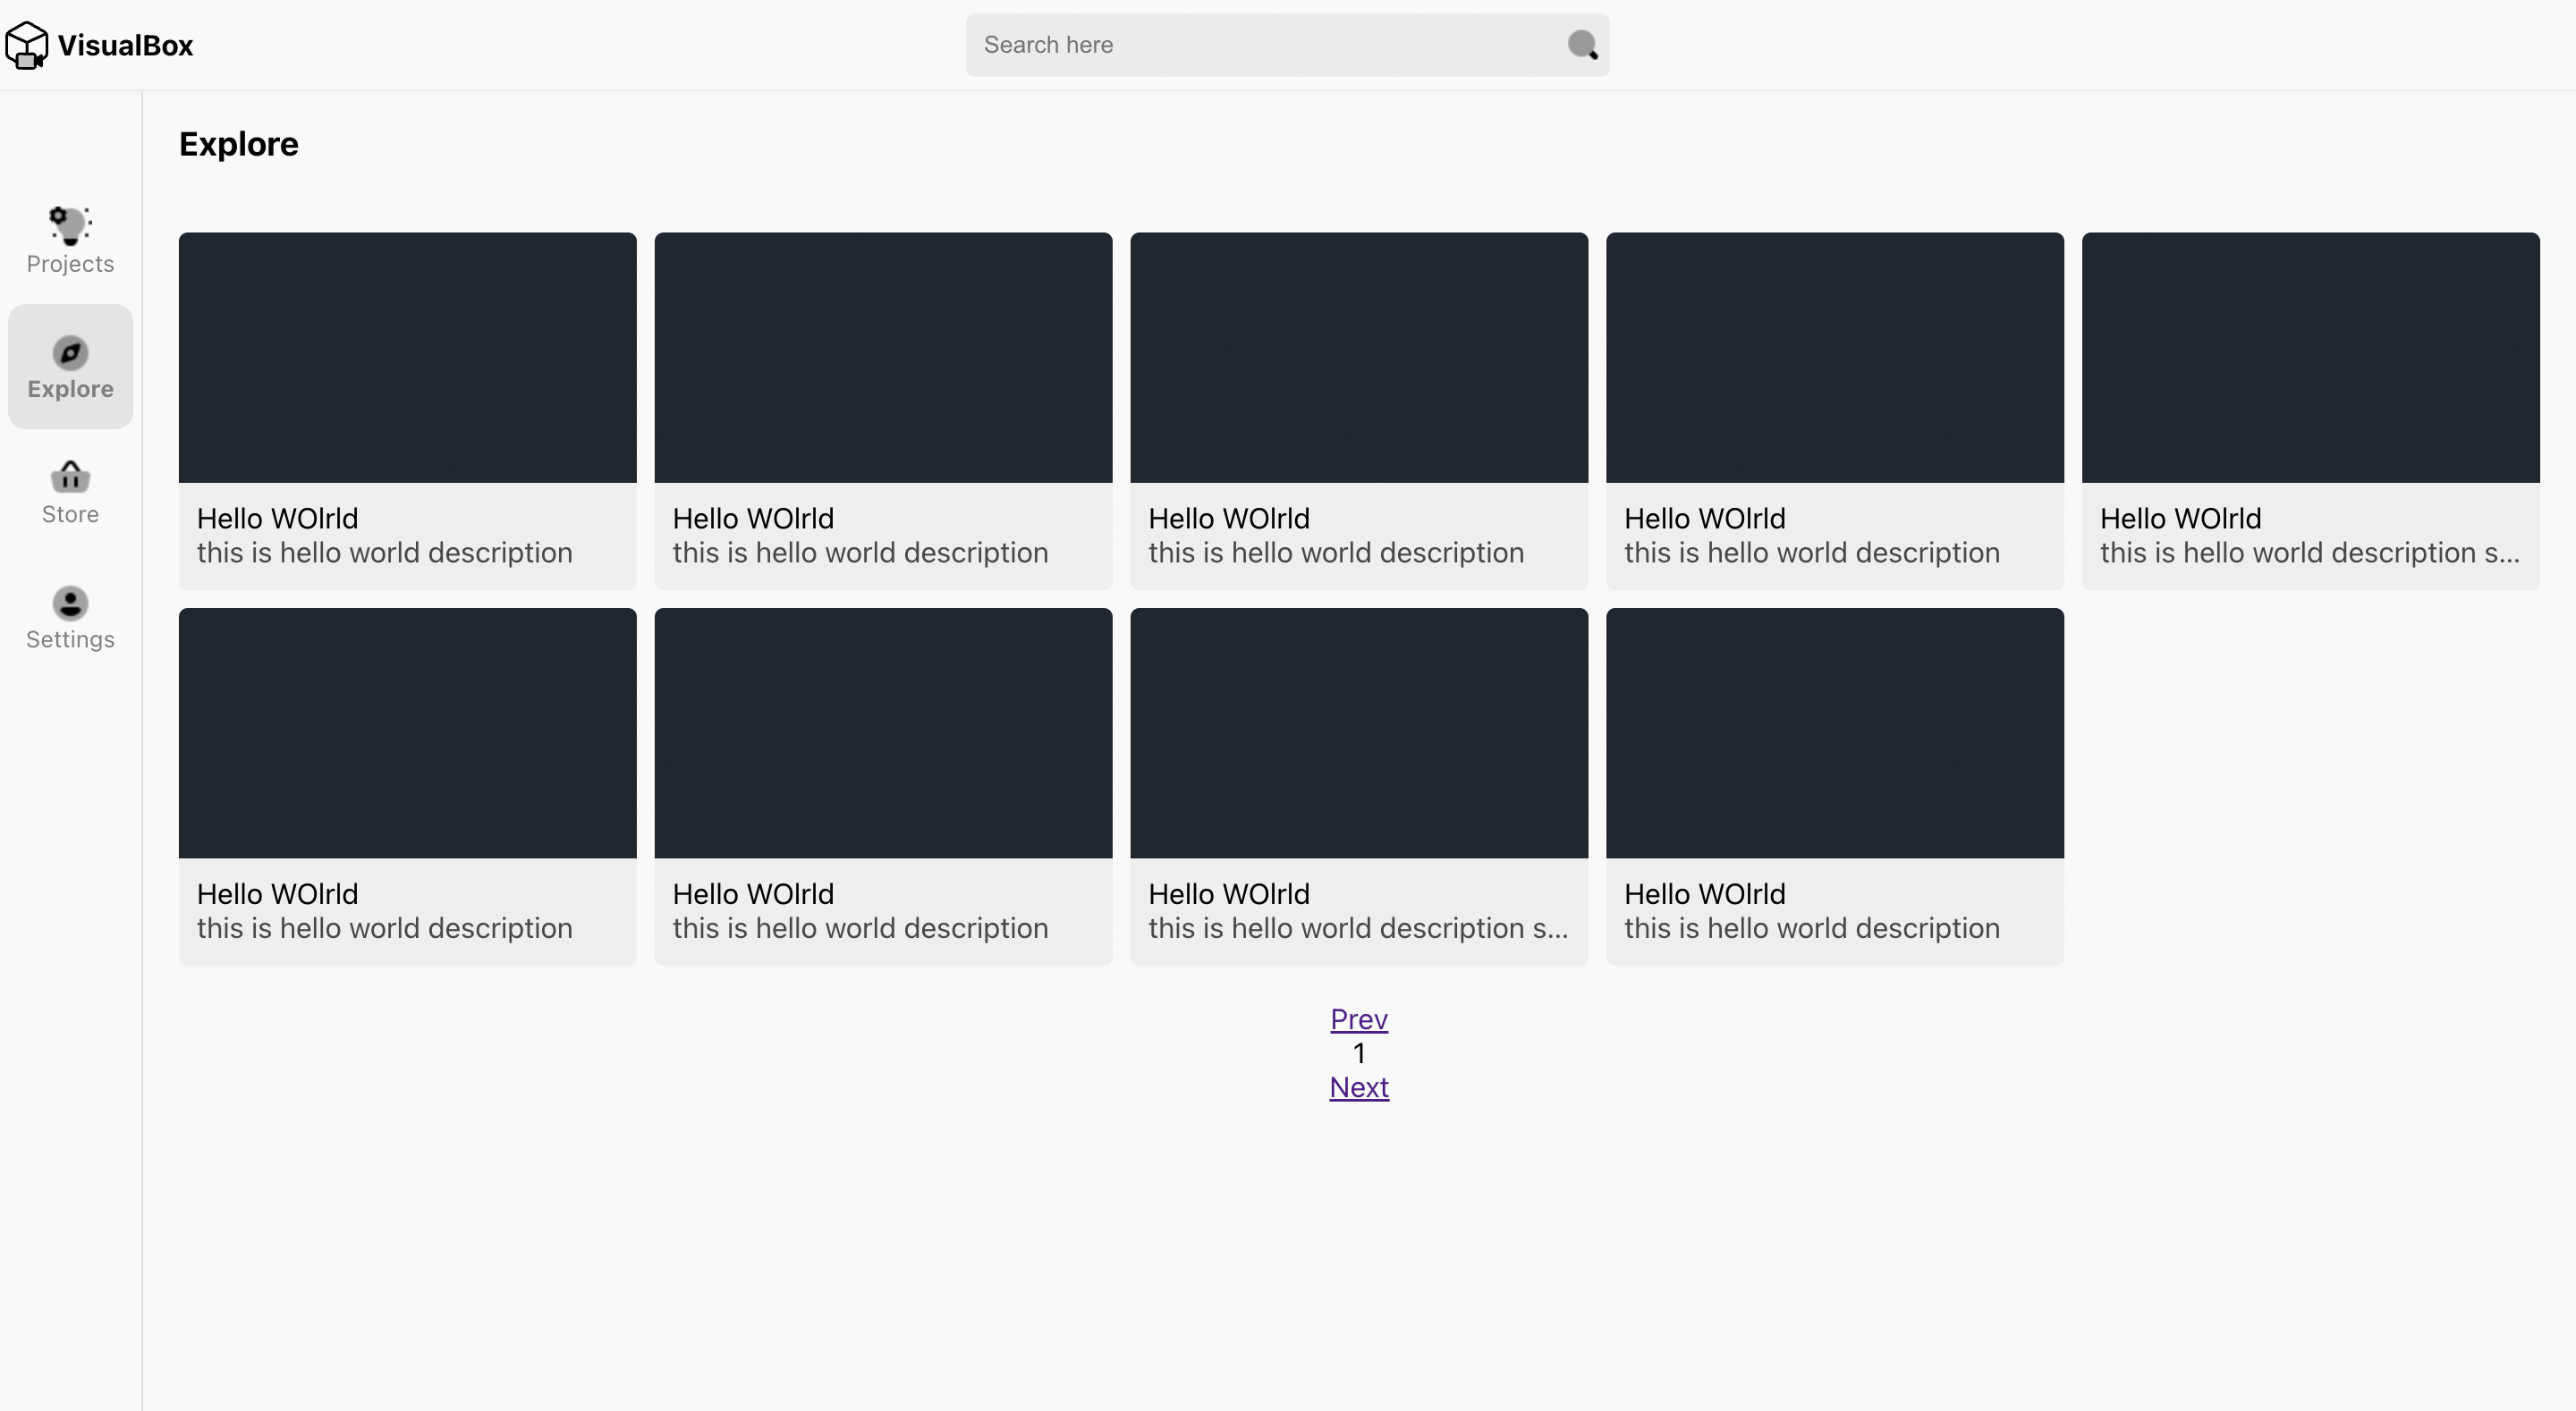 VisualBox
Search here
Explore
Projects
Explore
Store
Settings
Hello WOlrld
this is hello world description
Hello WOlrld
this is hello world description
Hello WOlrld
this is hello world description
Hello WOlrld
this is hello world description
Hello WOlrld
this is hello world description s...
Hello WOlrld
this is hello world description
Hello WOlrld
this is hello world description
Hello WOlrld
this is hello world description s...
Hello WOlrld
this is hello world description
Prev
1
Next